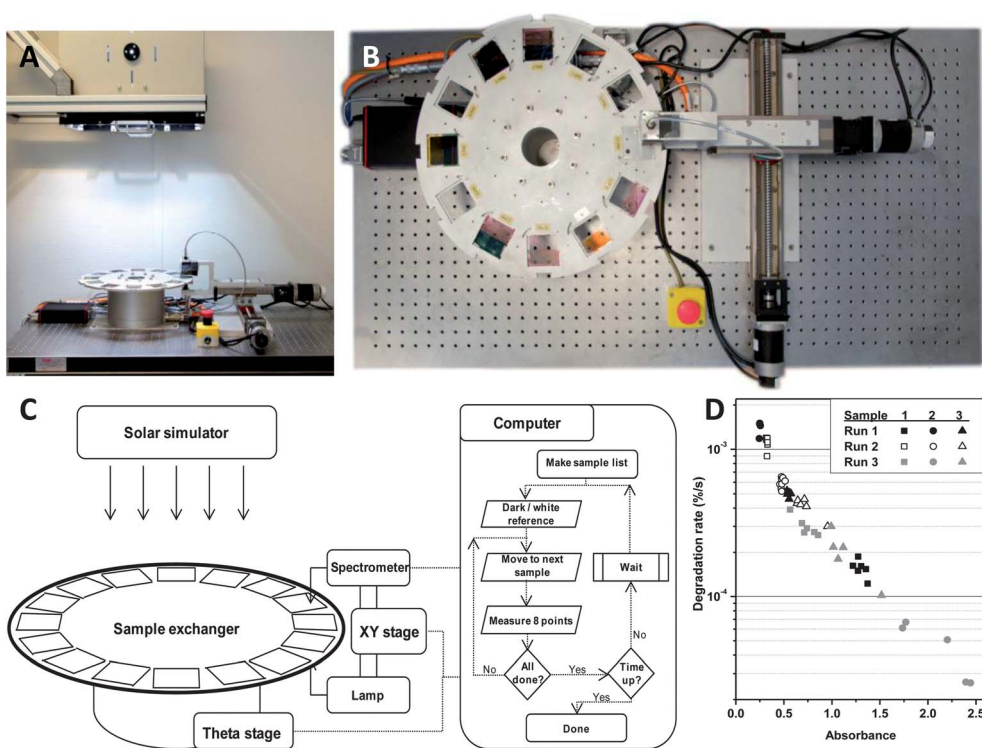 A
B
C
Solar simulator
Sample exchanger
Spectrometer
XY stage
Lamp
Theta stage
Computer
Make sample list
Dark / white
reference
Move to next
sample
Wait
Measure 8 points
No
All
done?
Yes
No
Time
up?
Yes
Done
D
Sample 1 2 3
Run 1
Run 2
Run 3
Degradation rate (%/s)
10⁻³
10⁻⁴
0.0 0.5 1.0 1.5 2.0 2.5
Absorbance